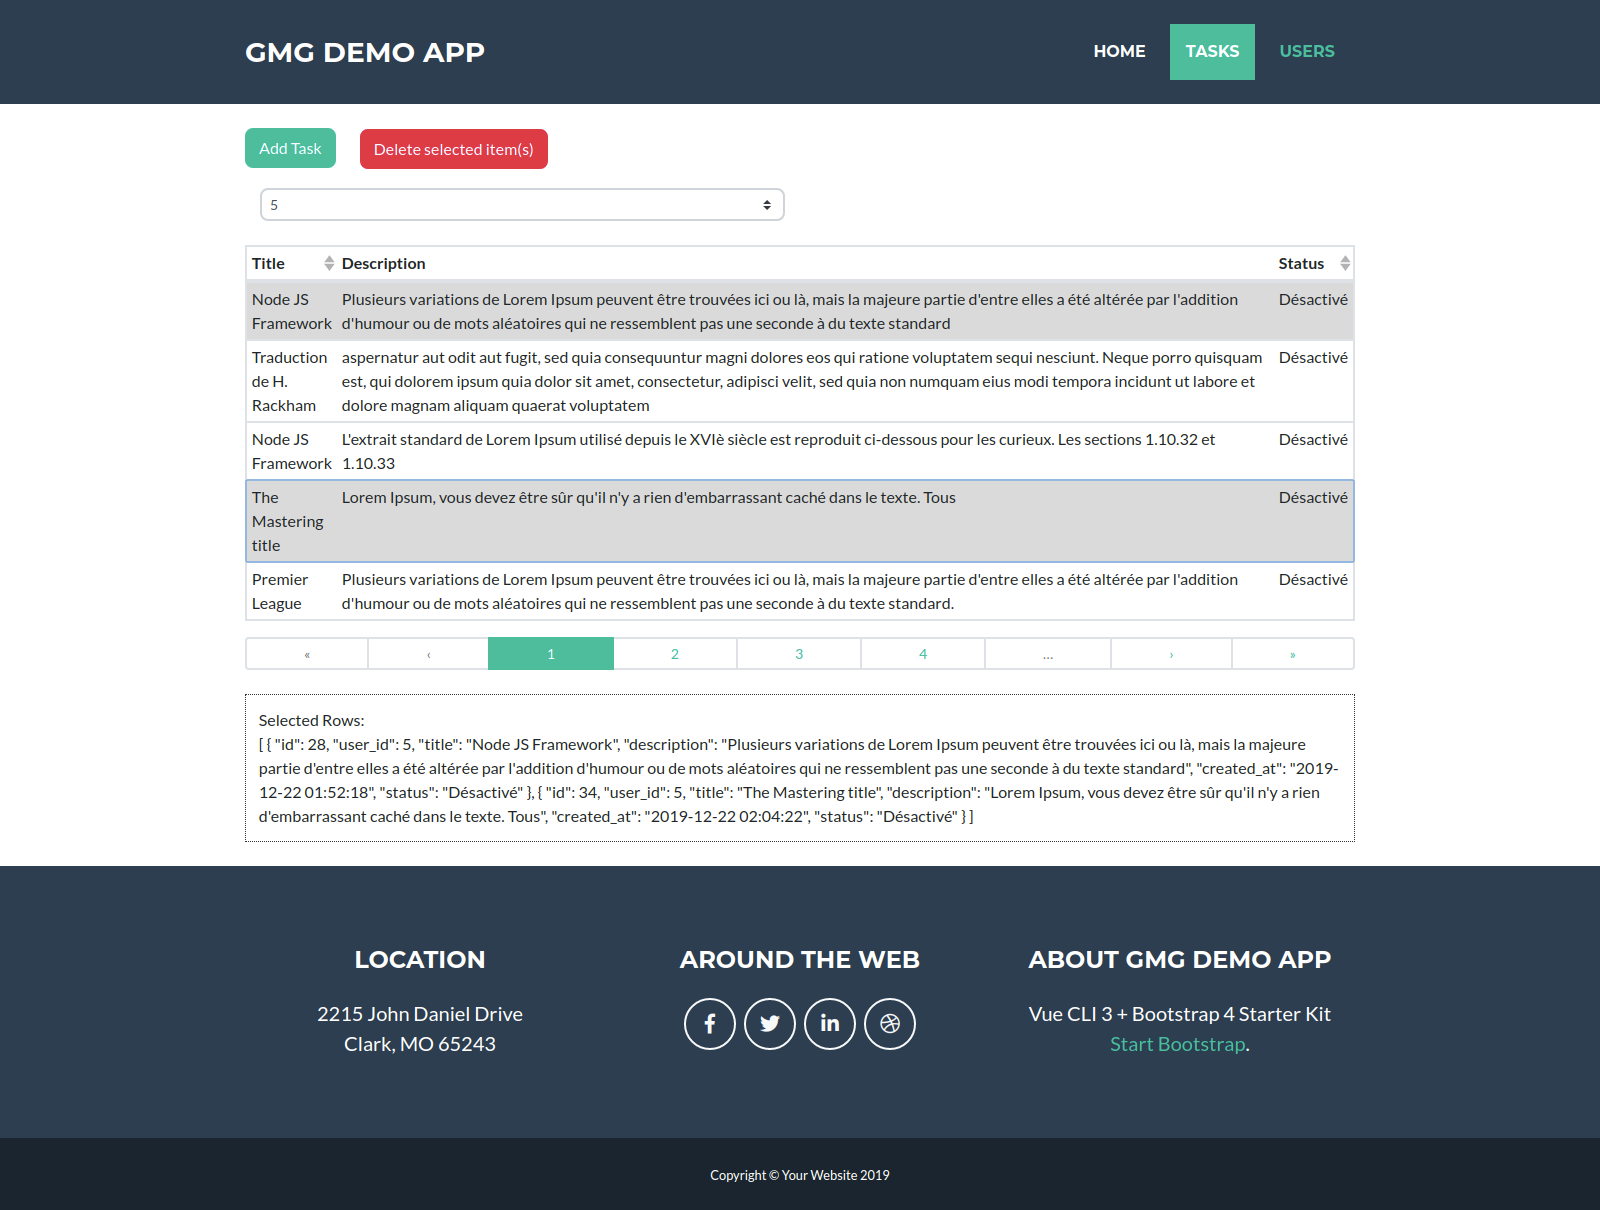 GMG DEMO APP
HOME
TASKS
USERS
Add Task
Delete selected item(s)
5
Title
Description
Status
Node JS
Framework
Plusieurs variations de Lorem Ipsum peuvent être trouvées ici ou là, mais la majeure partie d'entre elles a été altérée par l'addition
d'humour ou de mots aléatoires qui ne ressemblent pas une seconde à du texte standard
Désactivé
Traduction
de H.
Rackham
aspernatur aut odit aut fugit, sed quia consequuntur magni dolores eos qui ratione voluptatem sequi nesciunt. Neque porro quisquam
est, qui dolorem ipsum quia dolor sit amet, consectetur, adipisci velit, sed quia non numquam eius modi tempora incidunt ut labore et
dolore magnam aliquam quaerat voluptatem
Désactivé
Node JS
Framework
L'extrait standard de Lorem Ipsum utilisé depuis le XVIè siècle est reproduit ci-dessous pour les curieux. Les sections 1.10.32 et
1.10.33
Désactivé
The
Mastering
title
Lorem Ipsum, vous devez être sûr qu'il n'y a rien d'embarrassant caché dans le texte. Tous
Désactivé
Premier
League
Plusieurs variations de Lorem Ipsum peuvent être trouvées ici ou là, mais la majeure partie d'entre elles a été altérée par l'addition
d'humour ou de mots aléatoires qui ne ressemblent pas une seconde à du texte standard.
Désactivé
« ‹ 1 2 3 4 … › »
Selected Rows:
[ { "id": 28, "user_id": 5, "title": "Node JS Framework", "description": "Plusieurs variations de Lorem Ipsum peuvent être trouvées ici ou là, mais la majeure
partie d'entre elles a été altérée par l'addition d'humour ou de mots aléatoires qui ne ressemblent pas une seconde à du texte standard", "created_at": "2019-
12-22 01:52:18", "status": "Désactivé" }, { "id": 34, "user_id": 5, "title": "The Mastering title", "description": "Lorem Ipsum, vous devez être sûr qu'il n'y a rien
d'embarrassant caché dans le texte. Tous", "created_at": "2019-12-22 02:04:22", "status": "Désactivé" } ]
LOCATION
2215 John Daniel Drive
Clark, MO 65243
AROUND THE WEB
ABOUT GMG DEMO APP
Vue CLI 3 + Bootstrap 4 Starter Kit
Start Bootstrap.
Copyright © Your Website 2019